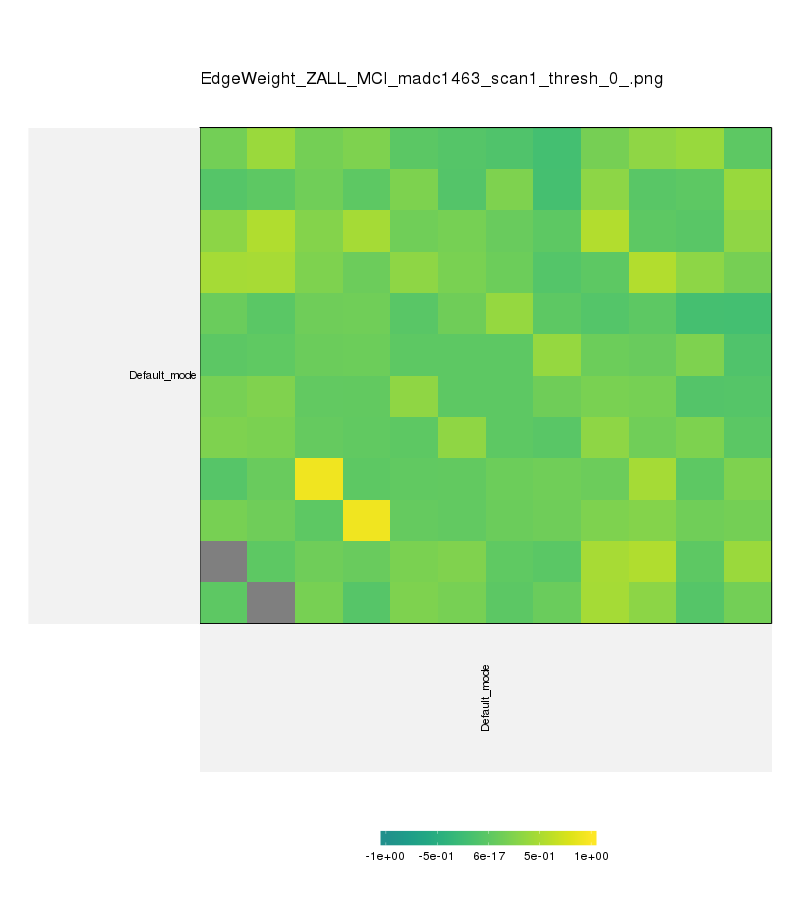 EdgeWeight_ZALL_MCI_madc1463_scan1_thresh_0_.png
Default_mode
Default_mode
-1e+00 -5e-01 6e-17 5e-01 1e+00